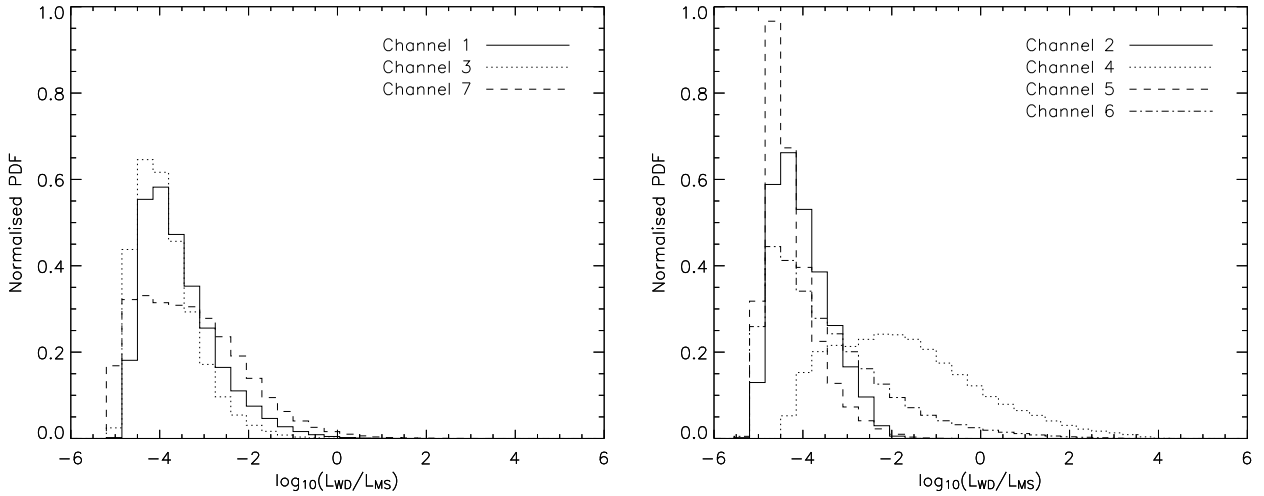 1.0
0.8
0.6
0.4
0.2
0.0
Normalised PDF
Channel 1
Channel 3
Channel 7
−6 −4 −2 0 2 4 6
log10(LWD/LMS)
1.0
0.8
0.6
0.4
0.2
0.0
Normalised PDF
Channel 2
Channel 4
Channel 5
Channel 6
−6 −4 −2 0 2 4 6
log10(LWD/LMS)